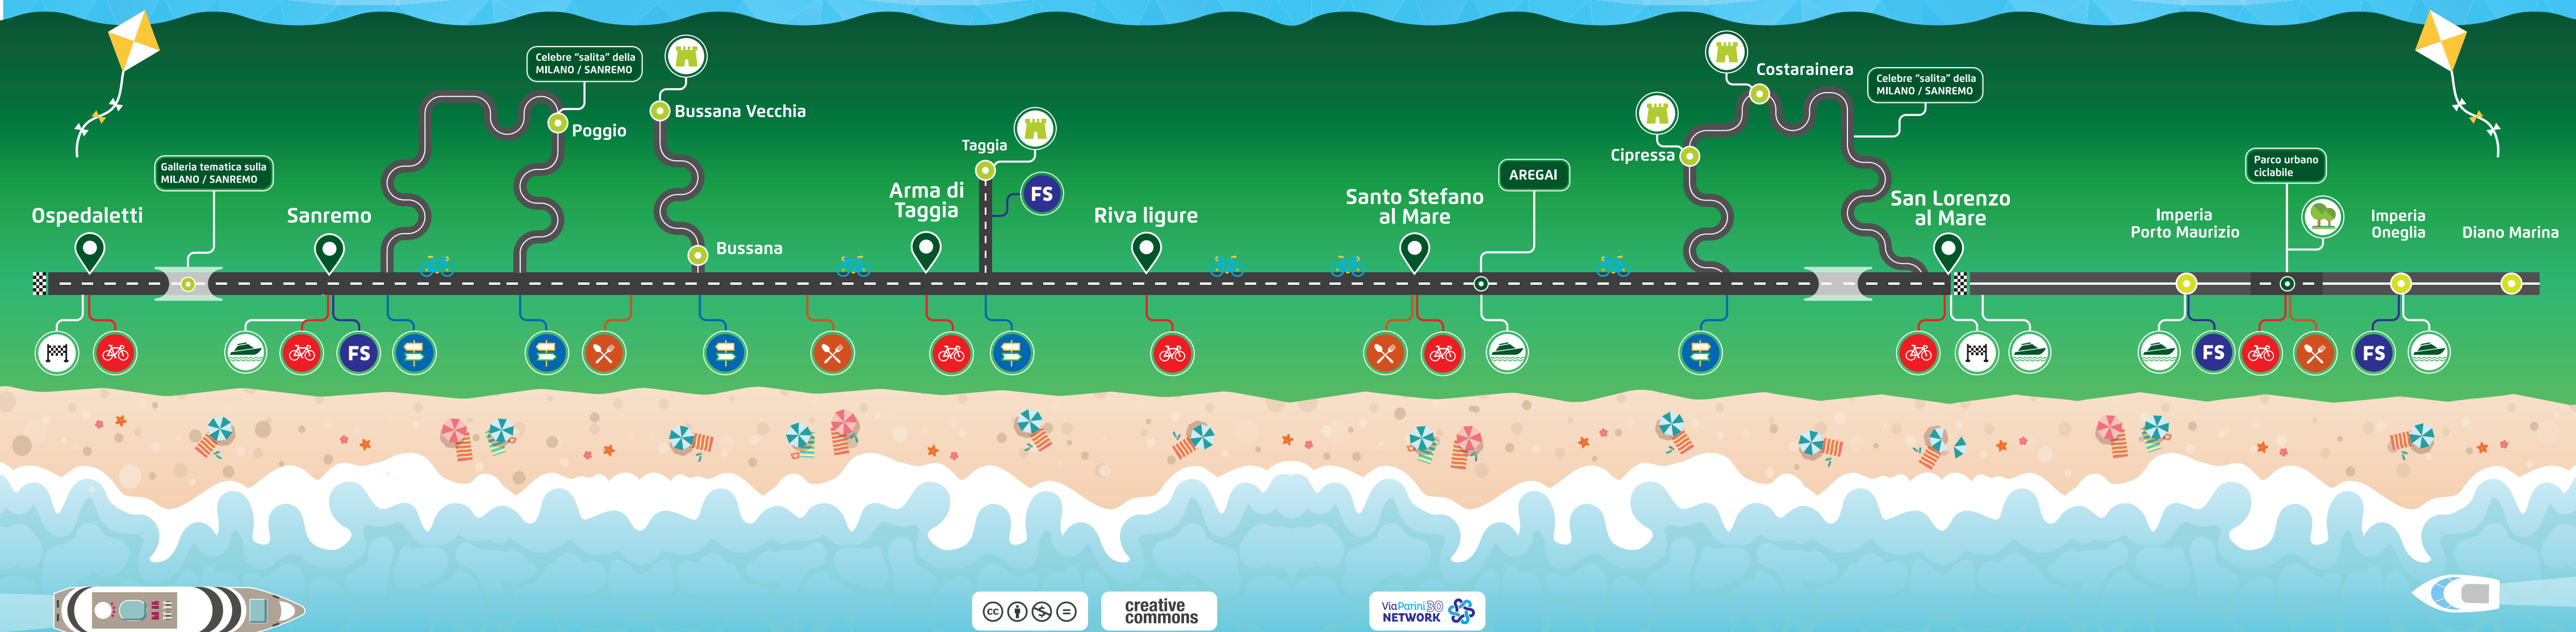 Celebre "salita" della
MILANO / SANREMO
Costarainera
Celebre "salita" della
MILANO / SANREMO
Bussana Vecchia
Poggio
Taggia
Cipressa
Galleria tematica sulla
MILANO / SANREMO
Parco urbano
ciclabile
AREGAI
FS
Ospedaletti
Sanremo
Bussana
Arma di
Taggia
Riva ligure
Santo Stefano
al Mare
San Lorenzo
al Mare
Imperia
Porto Maurizio
Imperia
Oneglia
Diano Marina
FS
FS
FS
cc
creative
commons
ViaParini30
NETWORK